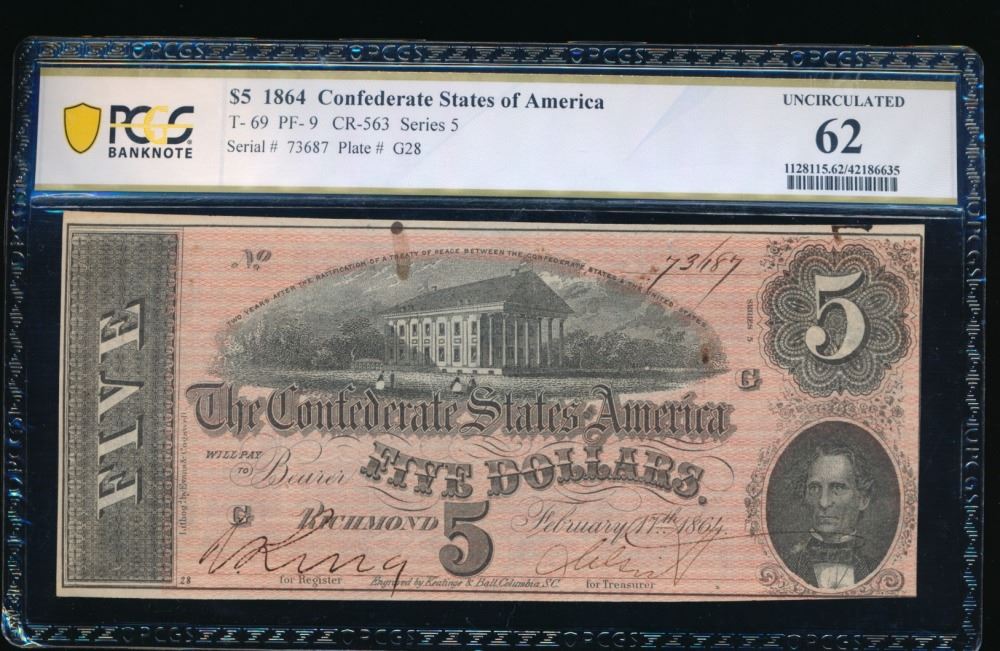 PCGS
BANKNOTE
$5 1864 Confederate States of America
T- 69 PF- 9 CR-563 Series 5
Serial # 73687 Plate # G28
UNCIRCULATED
62
1128115.62/42186635
No
73687
TWO YEARS AFTER THE RATIFICATION OF A TREATY OF PEACE BETWEEN THE CONFEDERATE STATES & THE UNITED STATES
SERIES 5
5
G
FIVE
The Confederate States of America
WILL PAY
TO Bearer
FIVE DOLLARS.
G
RICHMOND
5
February 17th 1864
28
for Register
Engraved by Keatinge & Ball, Columbia, S.C.
for Treasurer